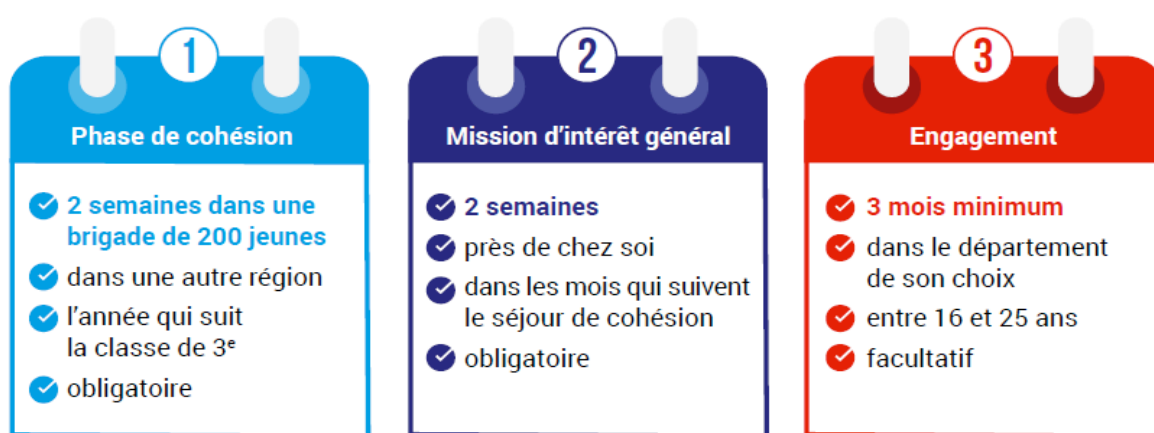 1
Phase de cohésion
2 semaines dans une
brigade de 200 jeunes
dans une autre région
l'année qui suit
la classe de 3ᵉ
obligatoire
2
Mission d'intérêt général
2 semaines
près de chez soi
dans les mois qui suivent
le séjour de cohésion
obligatoire
3
Engagement
3 mois minimum
dans le département
de son choix
entre 16 et 25 ans
facultatif